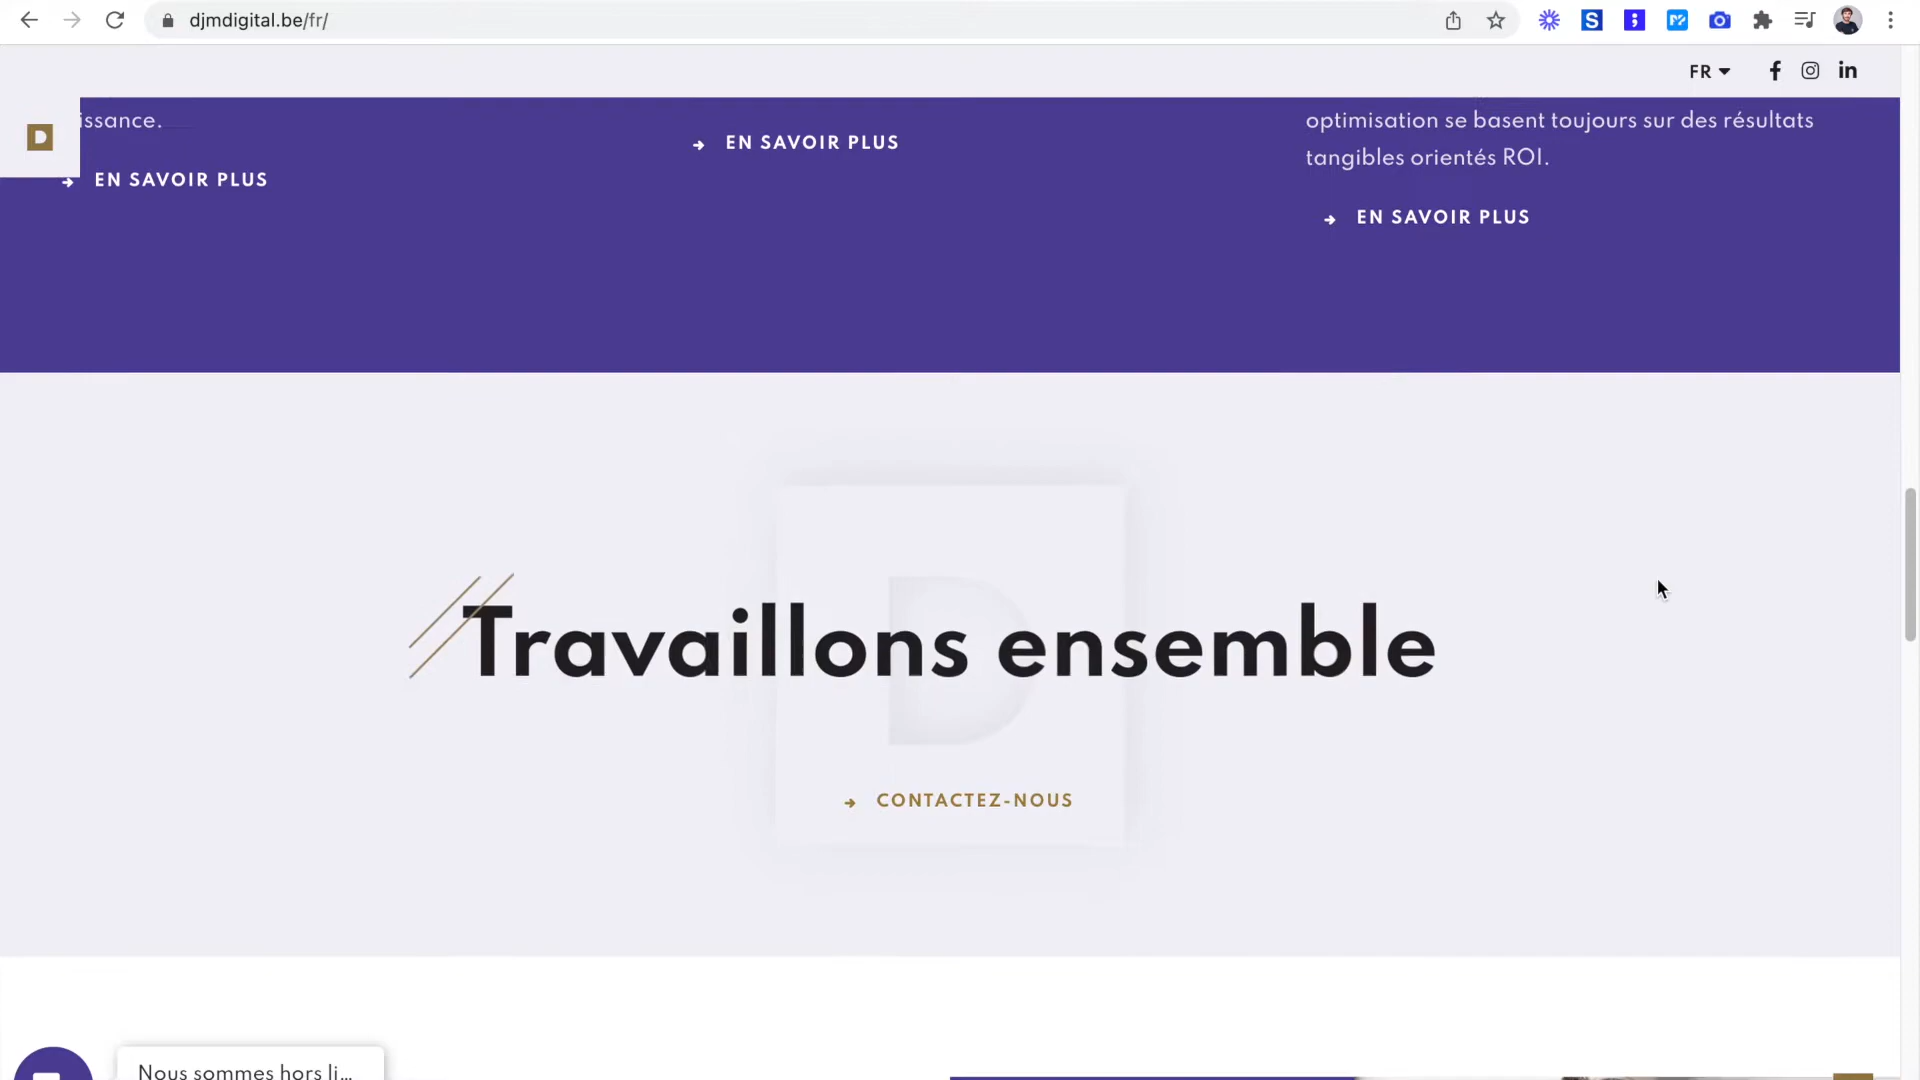 djmdigital.be/fr/
FR
D
issance.
EN SAVOIR PLUS
EN SAVOIR PLUS
optimisation se basent toujours sur des résultats
tangibles orientés ROI.
EN SAVOIR PLUS
D
Travaillons ensemble
CONTACTEZ-NOUS
Nous sommes hors li...